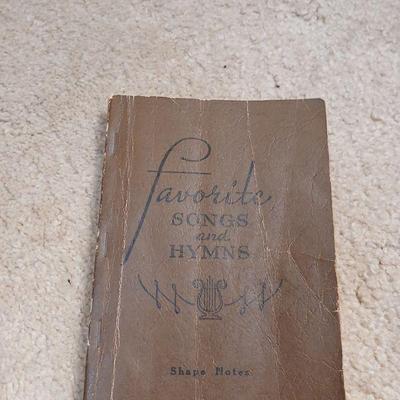 Favorite
SONGS
and
HYMNS
Shape Notes